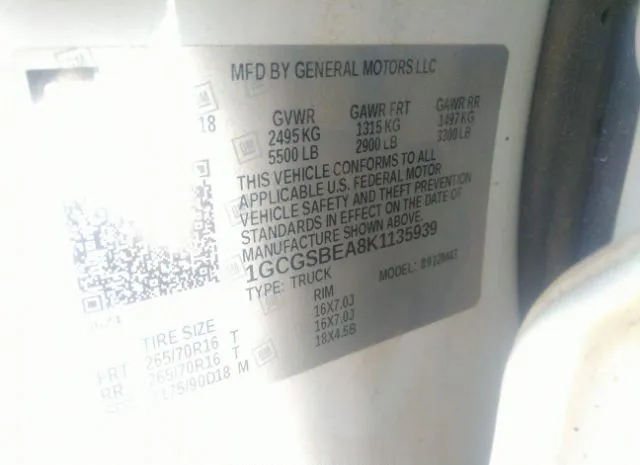 MFD BY GENERAL MOTORS LLC
18
GVWR GAWR FRT GAWR RR
2495 KG 1315 KG 1497 KG
5500 LB 2900 LB 3300 LB
THIS VEHICLE CONFORMS TO ALL
APPLICABLE U.S. FEDERAL MOTOR
VEHICLE SAFETY AND THEFT PREVENTION
STANDARDS IN EFFECT ON THE DATE OF
MANUFACTURE SHOWN ABOVE.
1GCGSBEA8K1135939
TYPE: TRUCK MODEL:
TIRE SIZE RIM
FRT 265/70R16 T 16X7.0J
RR 265/70R16 T 16X7.0J
175/90D18 M 18X4.5B